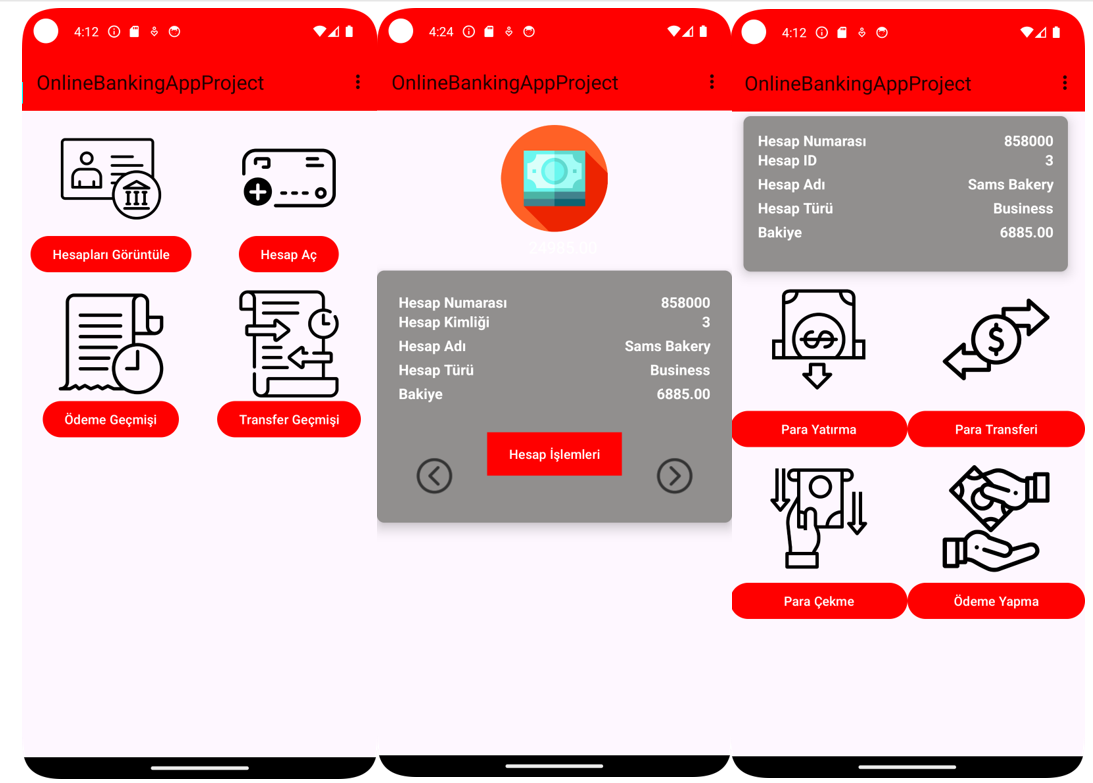 4:12
OnlineBankingAppProject
Hesapları Görüntüle
Hesap Aç
Ödeme Geçmişi
Transfer Geçmişi
4:24
OnlineBankingAppProject
Hesap Numarası 858000
Hesap Kimliği 3
Hesap Adı Sams Bakery
Hesap Türü Business
Bakiye 6885.00
Hesap İşlemleri
4:12
OnlineBankingAppProject
Hesap Numarası 858000
Hesap ID 3
Hesap Adı Sams Bakery
Hesap Türü Business
Bakiye 6885.00
Para Yatırma
Para Transferi
Para Çekme
Ödeme Yapma